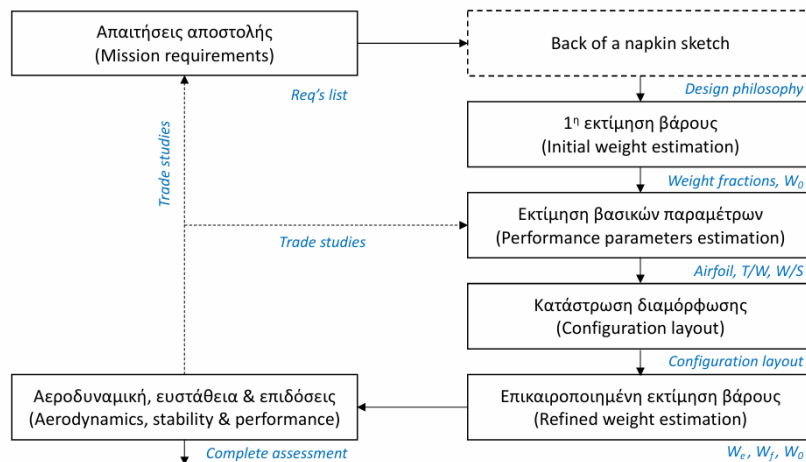 Απαιτήσεις αποστολής
(Mission requirements)
Req's list
Back of a napkin sketch
Design philosophy
1η εκτίμηση βάρους
(Initial weight estimation)
Weight fractions, W0
Trade studies
Trade studies
Εκτίμηση βασικών παραμέτρων
(Performance parameters estimation)
Airfoil, T/W, W/S
Κατάστρωση διαμόρφωσης
(Configuration layout)
Configuration layout
Επικαιροποιημένη εκτίμηση βάρους
(Refined weight estimation)
We , Wf , W0
Αεροδυναμική, ευστάθεια & επιδόσεις
(Aerodynamics, stability & performance)
Complete assessment